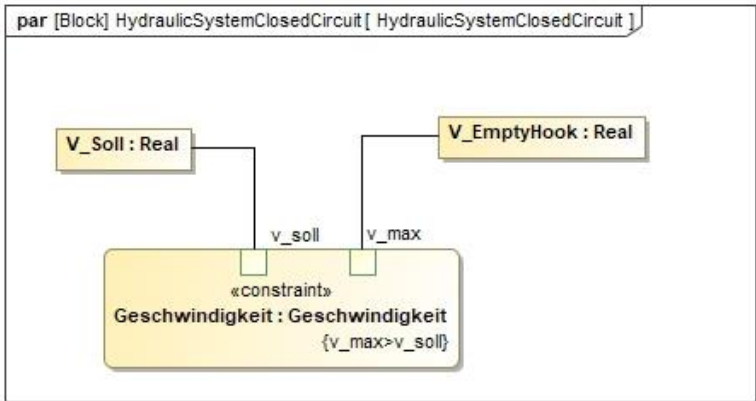 par [Block] HydraulicSystemClosedCircuit [ HydraulicSystemClosedCircuit ]
V_Soll : Real
V_EmptyHook : Real
v_soll
v_max
«constraint»
Geschwindigkeit : Geschwindigkeit
{v_max>v_soll}